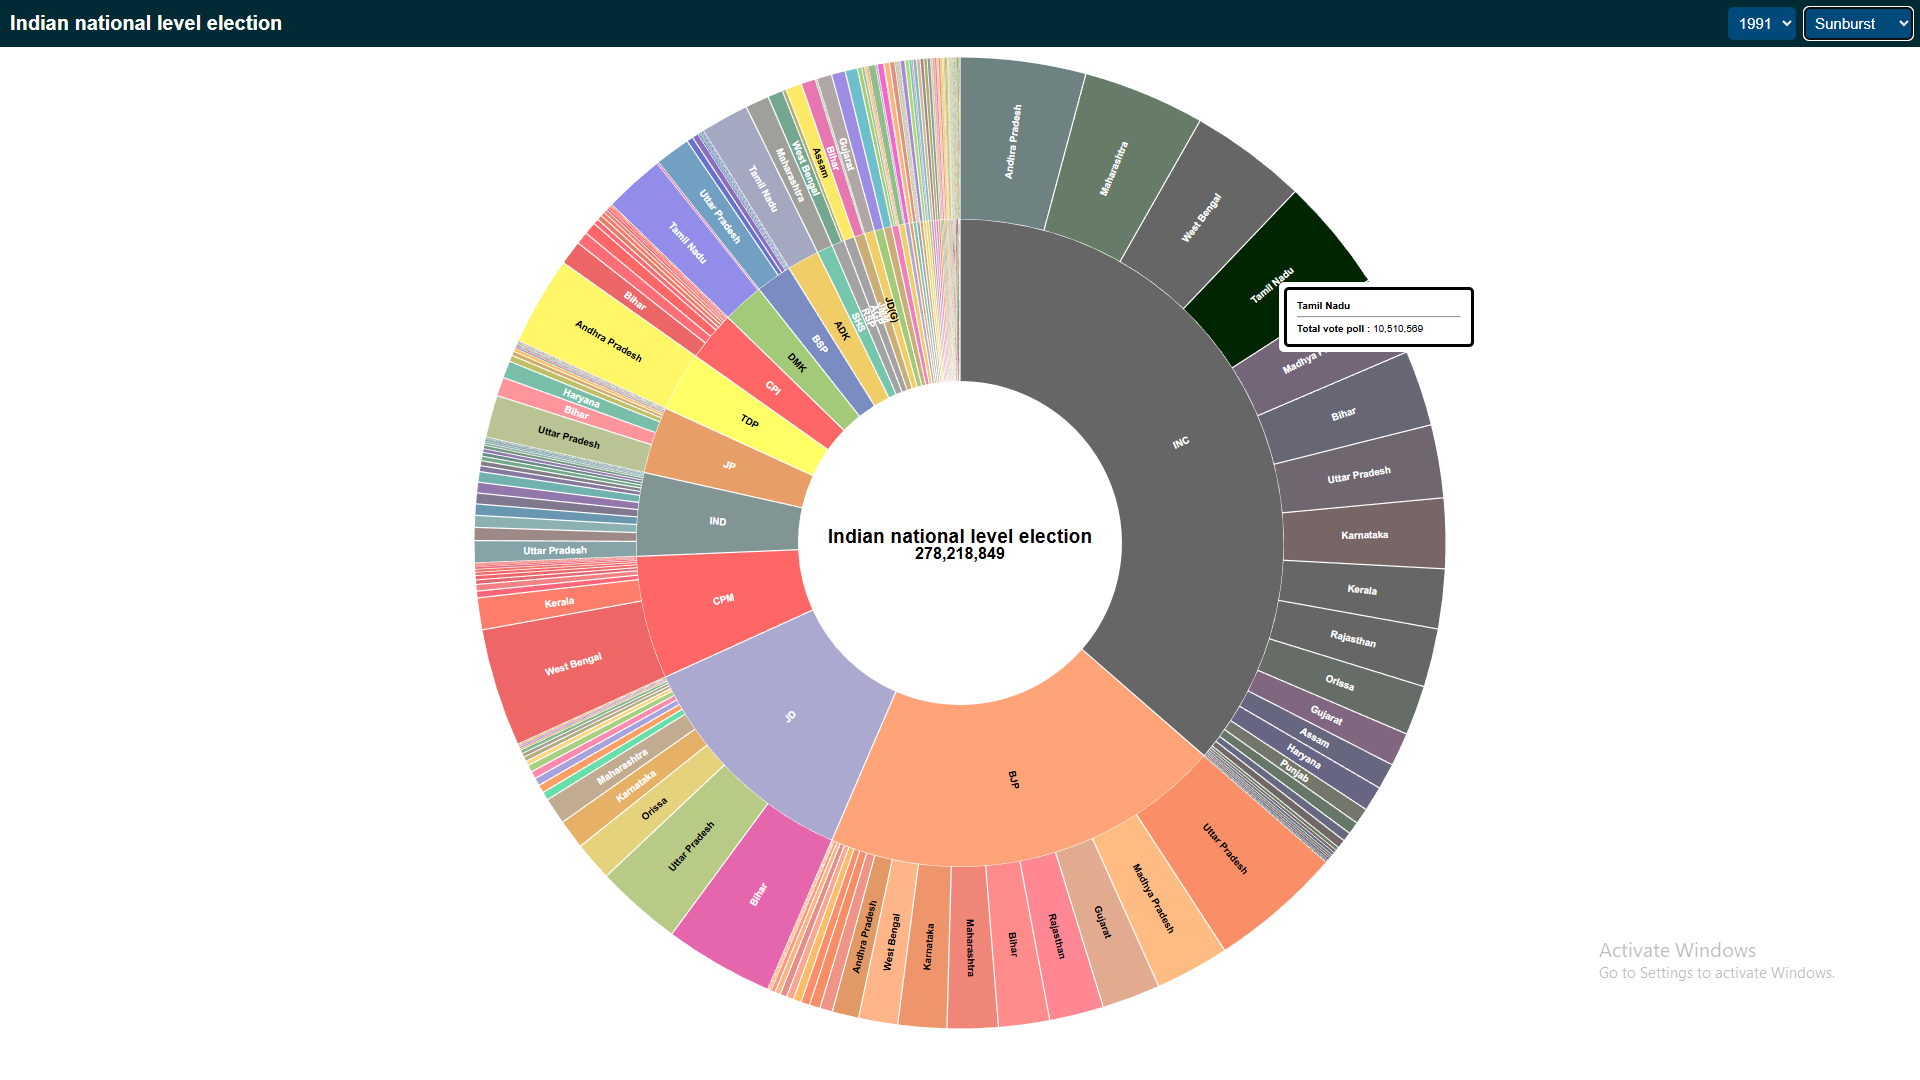 Indian national level election
1991
Sunburst
Andhra Pradesh
Maharashtra
West Bengal
Tamil Nadu
Tamil Nadu
Total vote poll : 10,510,569
Bihar
Uttar Pradesh
Karnataka
Kerala
Rajasthan
Orissa
Gujarat
Assam
Haryana
Punjab
INC
Uttar Pradesh
Madhya Pradesh
Gujarat
Rajasthan
Bihar
Maharashtra
Karnataka
West Bengal
Andhra Pradesh
BJP
Bihar
Uttar Pradesh
Orissa
Karnataka
Maharashtra
JD
West Bengal
Kerala
CPM
Uttar Pradesh
IND
Uttar Pradesh
Bihar
Haryana
JP
Andhra Pradesh
TDP
Bihar
CPI
Tamil Nadu
DMK
Uttar Pradesh
BSP
Tamil Nadu
ADK
Maharashtra
SHS
West Bengal
Assam
Bihar
Gujarat
JD(G)
Indian national level election
278,218,849
Activate Windows
Go to Settings to activate Windows.